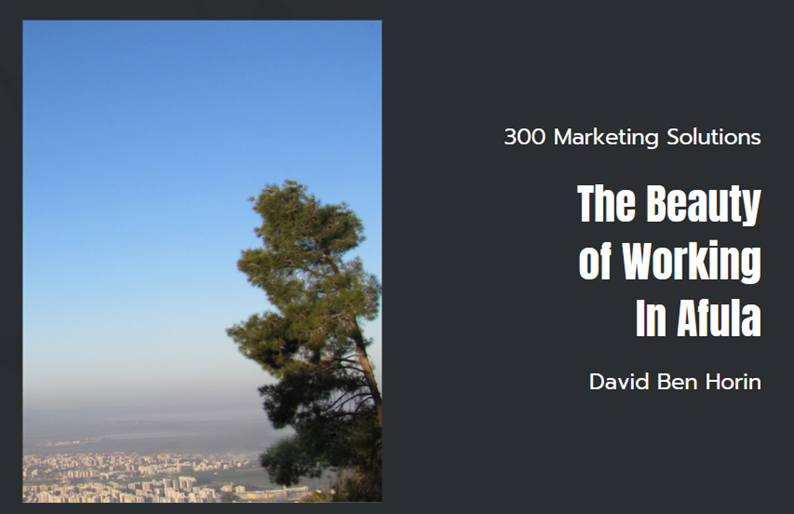 300 Marketing Solutions
The Beauty
of Working
In Afula
David Ben Horin